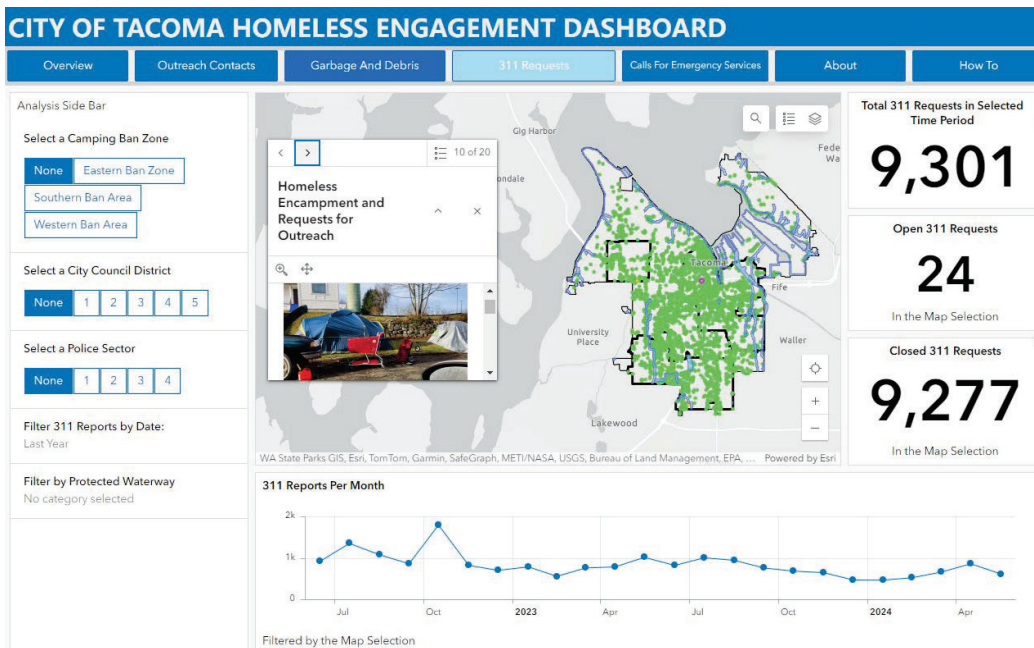 CITY OF TACOMA HOMELESS ENGAGEMENT DASHBOARD
Overview
Outreach Contacts
Garbage And Debris
311 Requests
Calls For Emergency Services
About
How To
Analysis Side Bar
Select a Camping Ban Zone
None
Eastern Ban Zone
Southern Ban Area
Western Ban Area
Select a City Council District
None 1 2 3 4 5
Select a Police Sector
None 1 2 3 4
Filter 311 Reports by Date:
Last Year
Filter by Protected Waterway
No category selected
10 of 20
Homeless
Encampment and
Requests for
Outreach
Gig Harbor
ondale
Fede
Wa
Tacoma
Fife
University
Place
Waller
Lakewood
+
−
WA State Parks GIS, Esri, TomTom, Garmin, SafeGraph, METI/NASA, USGS, Bureau of Land Management, EPA, ...
Powered by Esri
Total 311 Requests in Selected
Time Period
9,301
Open 311 Requests
24
In the Map Selection
Closed 311 Requests
9,277
In the Map Selection
311 Reports Per Month
2k
1k
0
Jul Oct 2023 Apr Jul Oct 2024 Apr
Filtered by the Map Selection